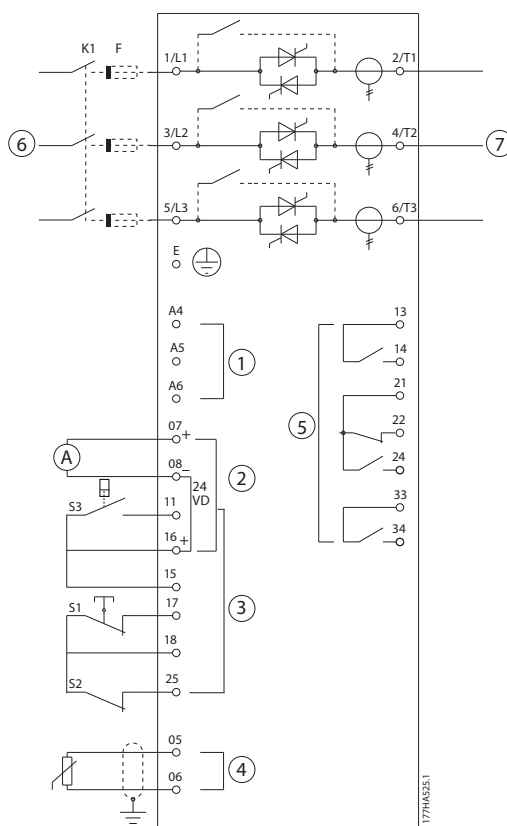 K1 F 1/L1 2/T1
6 3/L2 4/T2 7
5/L3 6/T3
E
A4
A5
A6
1
07 +
08 –
A
24
VD
2
S3 11
16 +
15
3
S1 17
18
S2 25
05
06
4
13
14
21
22
24
5
33
34
177HA525.1